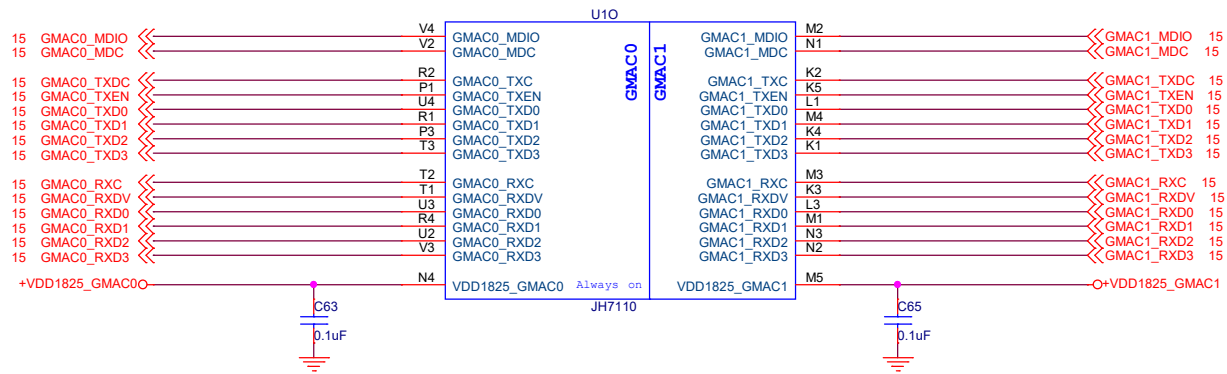 U1O
15 GMAC0_MDIO V4 GMAC0_MDIO GMAC1_MDIO M2 GMAC1_MDIO 15
15 GMAC0_MDC V2 GMAC0_MDC GMAC1_MDC N1 GMAC1_MDC 15
GMAC0 GMAC1
15 GMAC0_TXDC R2 GMAC0_TXC GMAC1_TXC K2 GMAC1_TXDC 15
15 GMAC0_TXEN P1 GMAC0_TXEN GMAC1_TXEN K5 GMAC1_TXEN 15
15 GMAC0_TXD0 U4 GMAC0_TXD0 GMAC1_TXD0 L1 GMAC1_TXD0 15
15 GMAC0_TXD1 R1 GMAC0_TXD1 GMAC1_TXD1 M4 GMAC1_TXD1 15
15 GMAC0_TXD2 P3 GMAC0_TXD2 GMAC1_TXD2 K4 GMAC1_TXD2 15
15 GMAC0_TXD3 T3 GMAC0_TXD3 GMAC1_TXD3 K1 GMAC1_TXD3 15
15 GMAC0_RXC T2 GMAC0_RXC GMAC1_RXC M3 GMAC1_RXC 15
15 GMAC0_RXDV T1 GMAC0_RXDV GMAC1_RXDV K3 GMAC1_RXDV 15
15 GMAC0_RXD0 U3 GMAC0_RXD0 GMAC1_RXD0 L3 GMAC1_RXD0 15
15 GMAC0_RXD1 R4 GMAC0_RXD1 GMAC1_RXD1 M1 GMAC1_RXD1 15
15 GMAC0_RXD2 U2 GMAC0_RXD2 GMAC1_RXD2 N3 GMAC1_RXD2 15
15 GMAC0_RXD3 V3 GMAC0_RXD3 GMAC1_RXD3 N2 GMAC1_RXD3 15
+VDD1825_GMAC0 N4 VDD1825_GMAC0 Always on VDD1825_GMAC1 M5 +VDD1825_GMAC1
C63 JH7110 C65
0.1uF 0.1uF